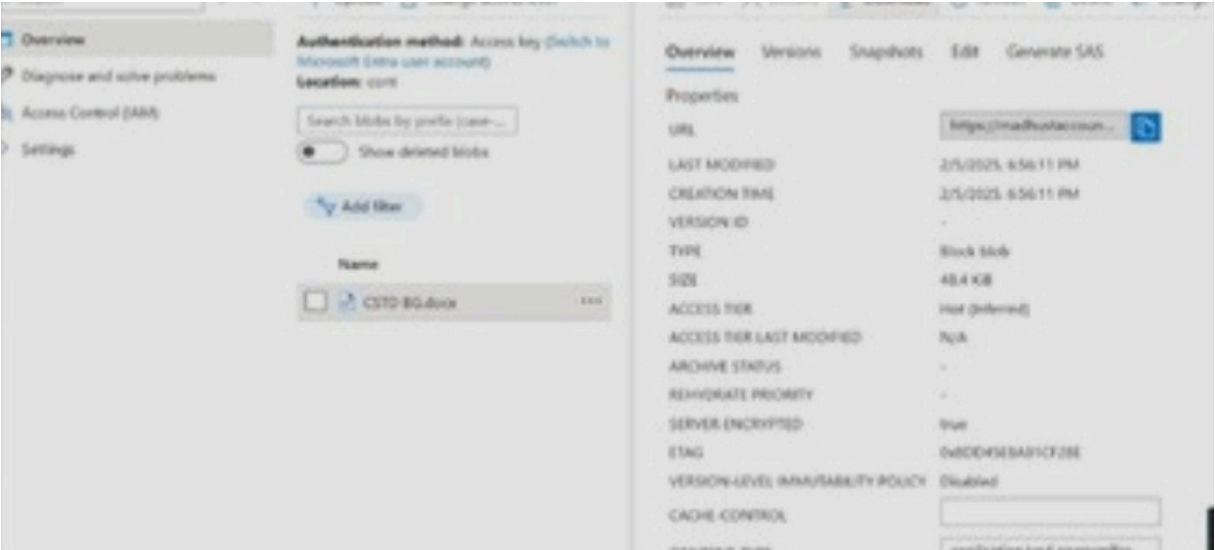 Overview
Diagnose and solve problems
Access Control (IAM)
Settings
Authentication method: Access key (Switch to
Microsoft Entra user account)
Location: cont
Search blobs by prefix (case-...
Show deleted blobs
Add filter
Name
CSTD BG.docx
Overview Versions Snapshots Edit Generate SAS
Properties
URL https://madhustaccoun...
LAST MODIFIED 2/5/2025, 6:56:11 PM
CREATION TIME 2/5/2025, 6:56:11 PM
VERSION ID -
TYPE Block blob
SIZE 48.4 KiB
ACCESS TIER Hot (Inferred)
ACCESS TIER LAST MODIFIED N/A
ARCHIVE STATUS -
REHYDRATE PRIORITY -
SERVER ENCRYPTED true
ETAG
VERSION-LEVEL IMMUTABILITY POLICY Disabled
CACHE-CONTROL